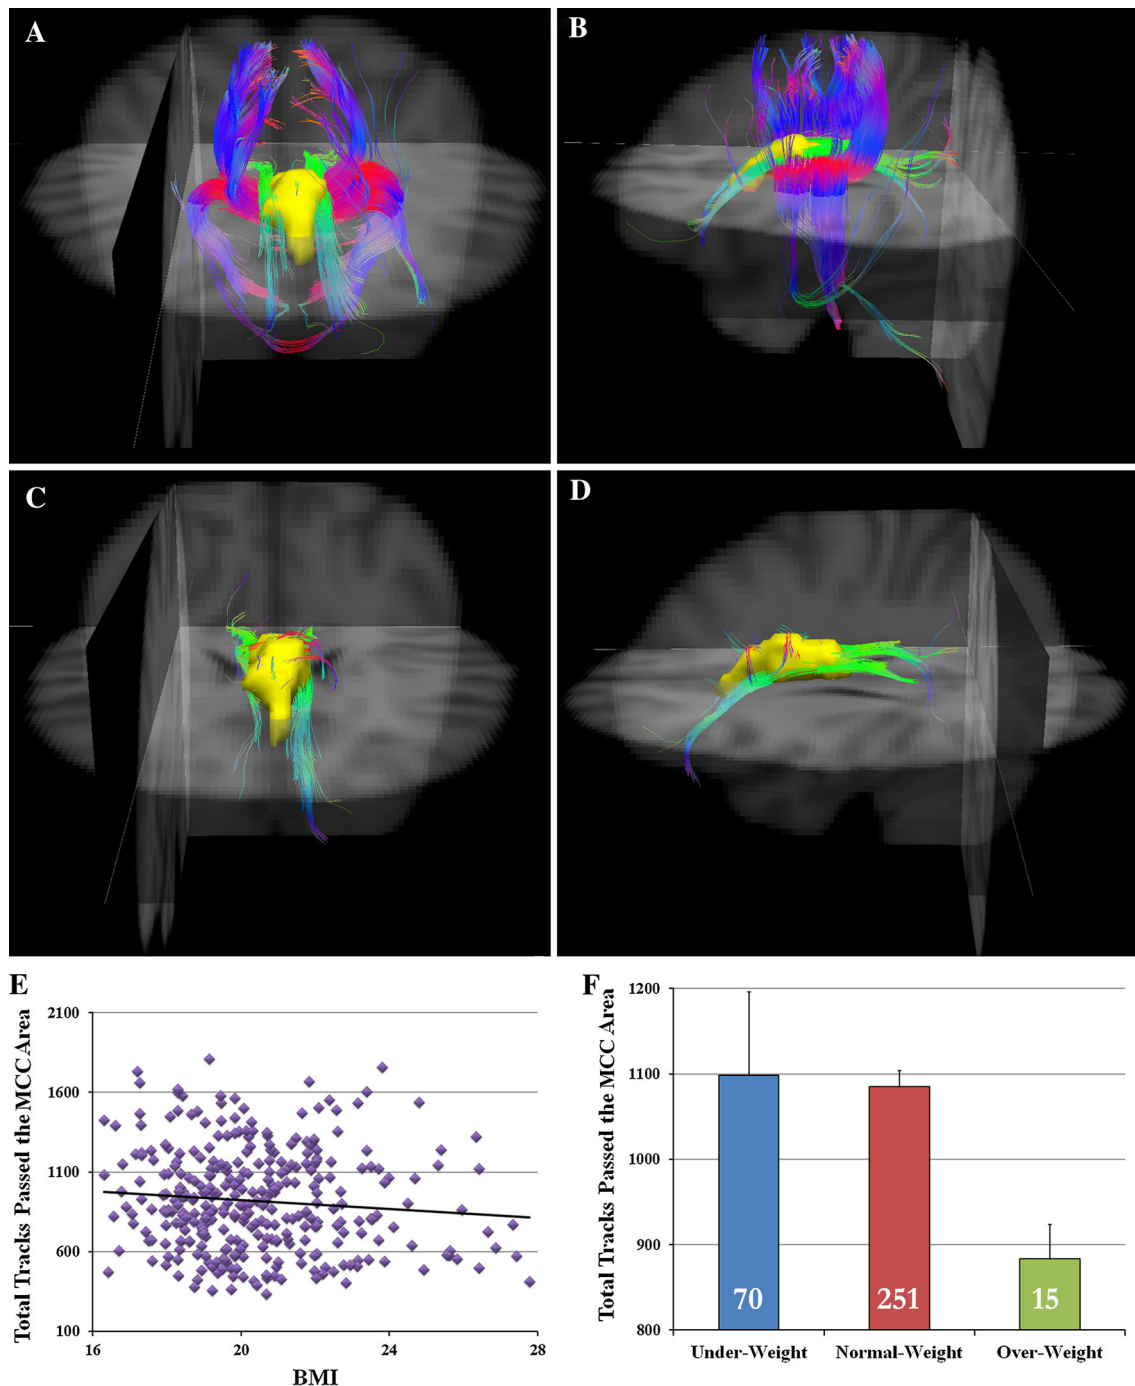 A
B
C
D
E
Total Tracks Passed the MCC Area
2100
1600
1100
600
100
16
20
24
28
BMI
F
Total Tracks Passed the MCC Area
1200
1100
1000
900
800
70
251
15
Under-Weight
Normal-Weight
Over-Weight